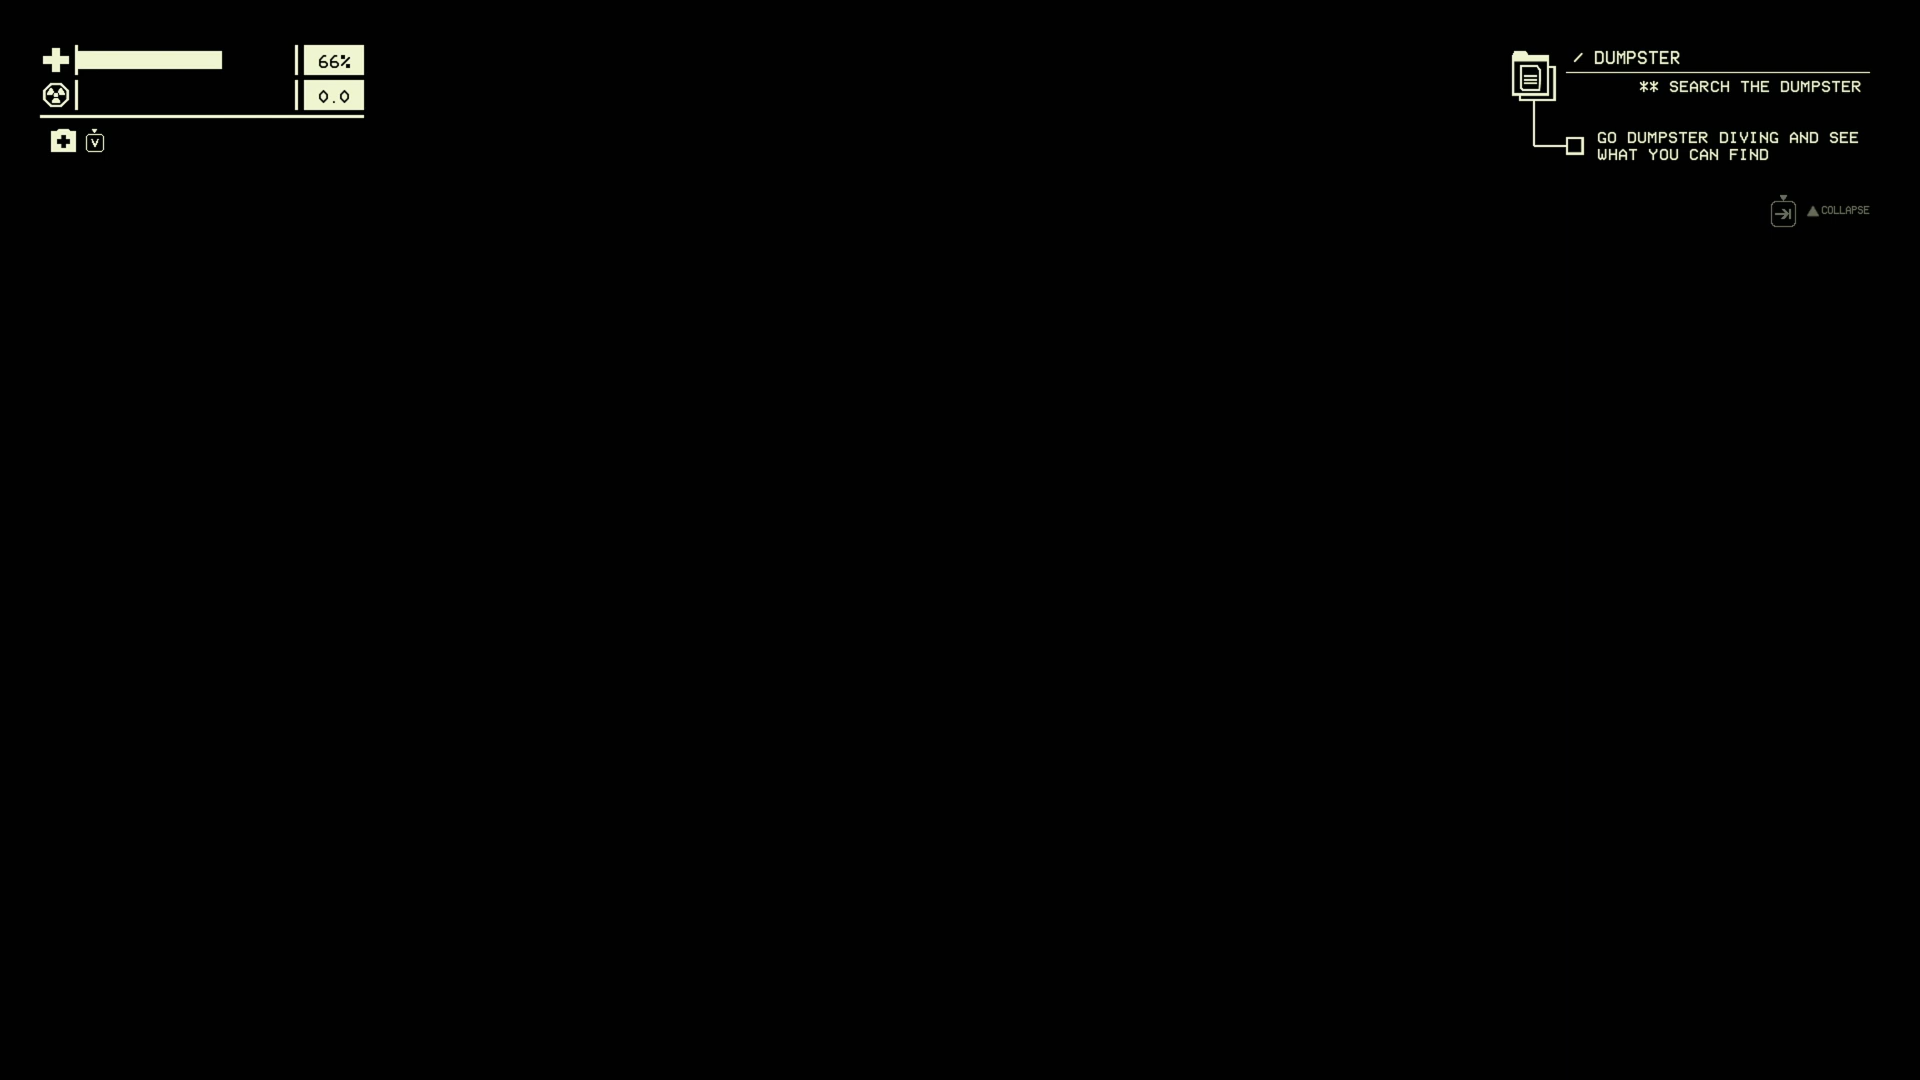 66%
0.0
V
/ DUMPSTER
** SEARCH THE DUMPSTER
GO DUMPSTER DIVING AND SEE
WHAT YOU CAN FIND
COLLAPSE